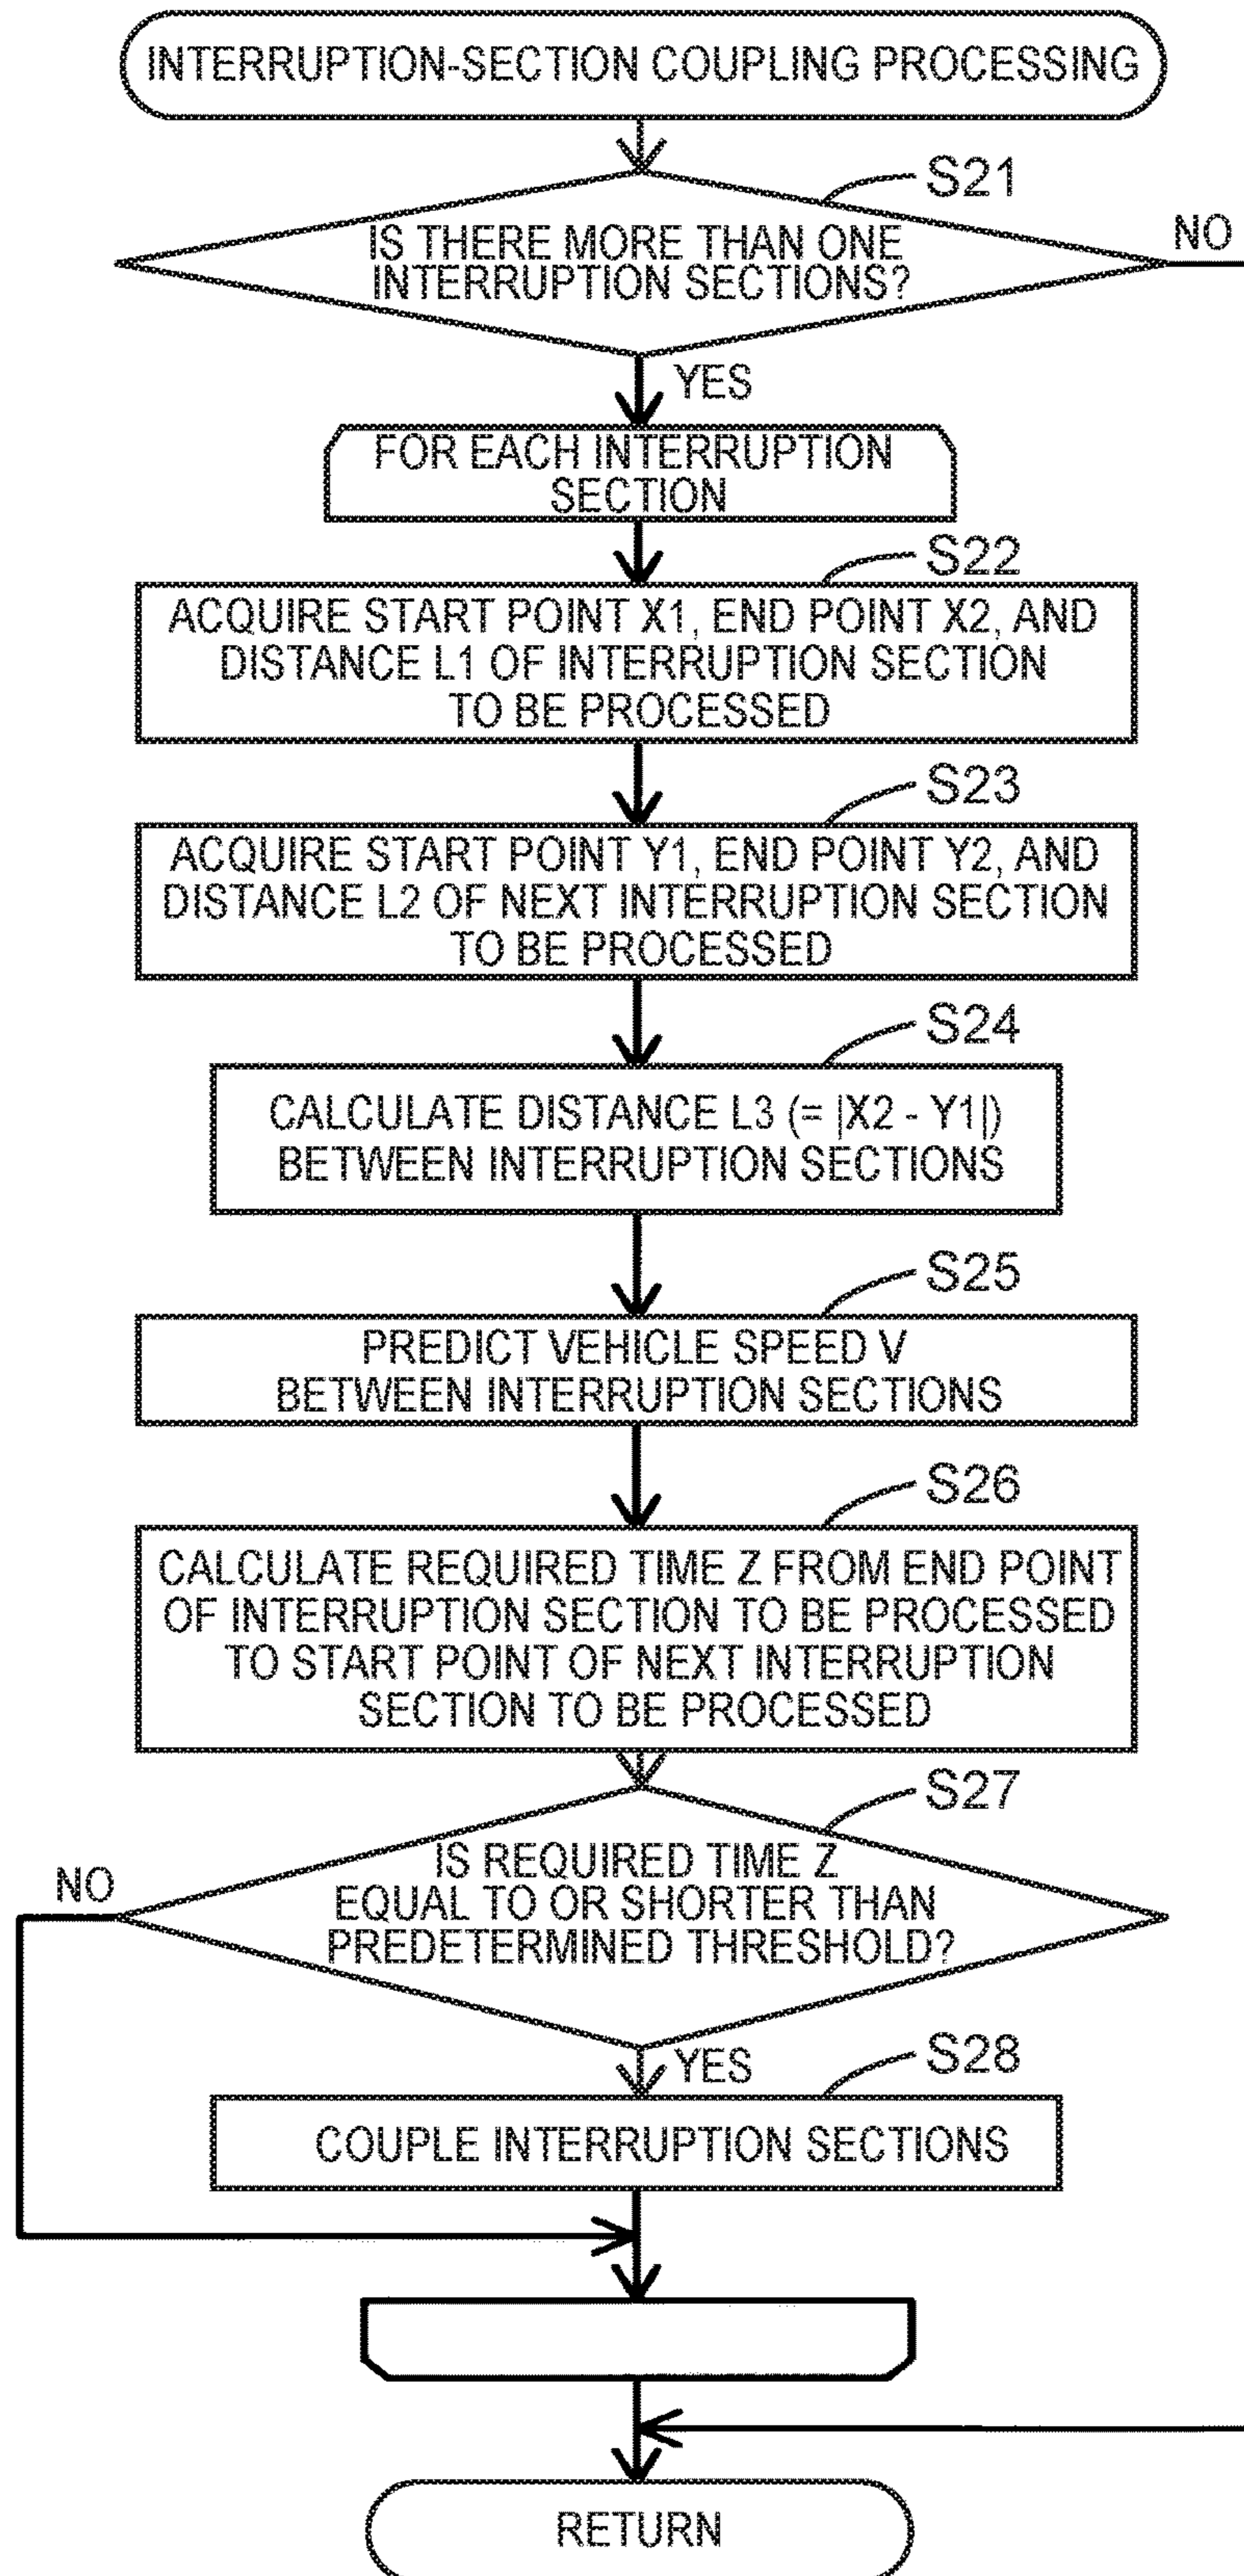 INTERRUPTION-SECTION COUPLING PROCESSING
S21
IS THERE MORE THAN ONE
INTERRUPTION SECTIONS?
NO
YES
FOR EACH INTERRUPTION
SECTION
S22
ACQUIRE START POINT X1, END POINT X2, AND
DISTANCE L1 OF INTERRUPTION SECTION
TO BE PROCESSED
S23
ACQUIRE START POINT Y1, END POINT Y2, AND
DISTANCE L2 OF NEXT INTERRUPTION SECTION
TO BE PROCESSED
S24
CALCULATE DISTANCE L3 (= |X2 - Y1|)
BETWEEN INTERRUPTION SECTIONS
S25
PREDICT VEHICLE SPEED V
BETWEEN INTERRUPTION SECTIONS
S26
CALCULATE REQUIRED TIME Z FROM END POINT
OF INTERRUPTION SECTION TO BE PROCESSED
TO START POINT OF NEXT INTERRUPTION
SECTION TO BE PROCESSED
S27
IS REQUIRED TIME Z
EQUAL TO OR SHORTER THAN
PREDETERMINED THRESHOLD?
NO
YES
S28
COUPLE INTERRUPTION SECTIONS
RETURN